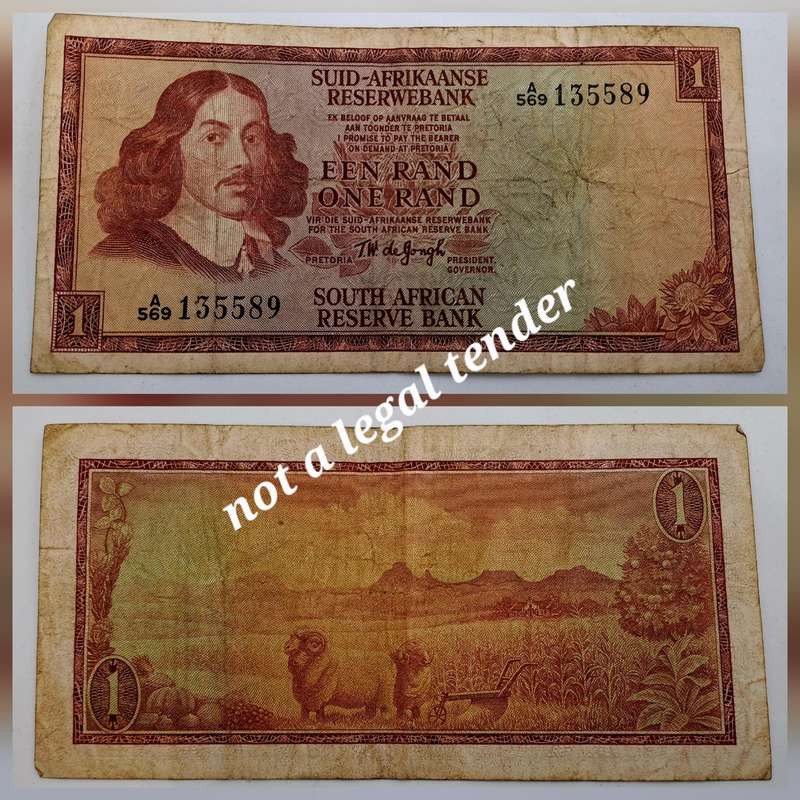 SUID-AFRIKAANSE
RESERWEBANK
A/569 135589
1
EK BELOOF OP AANVRAAG TE BETAAL
AAN TOONDER TE PRETORIA
I PROMISE TO PAY THE BEARER
ON DEMAND AT PRETORIA
EEN RAND
ONE RAND
VIR DIE SUID-AFRIKAANSE RESERWEBANK
FOR THE SOUTH AFRICAN RESERVE BANK
T.W. de Jongh
PRETORIA PRESIDENT.
GOVERNOR.
1
A/569 135589
SOUTH AFRICAN
RESERVE BANK
not a legal tender
1
1